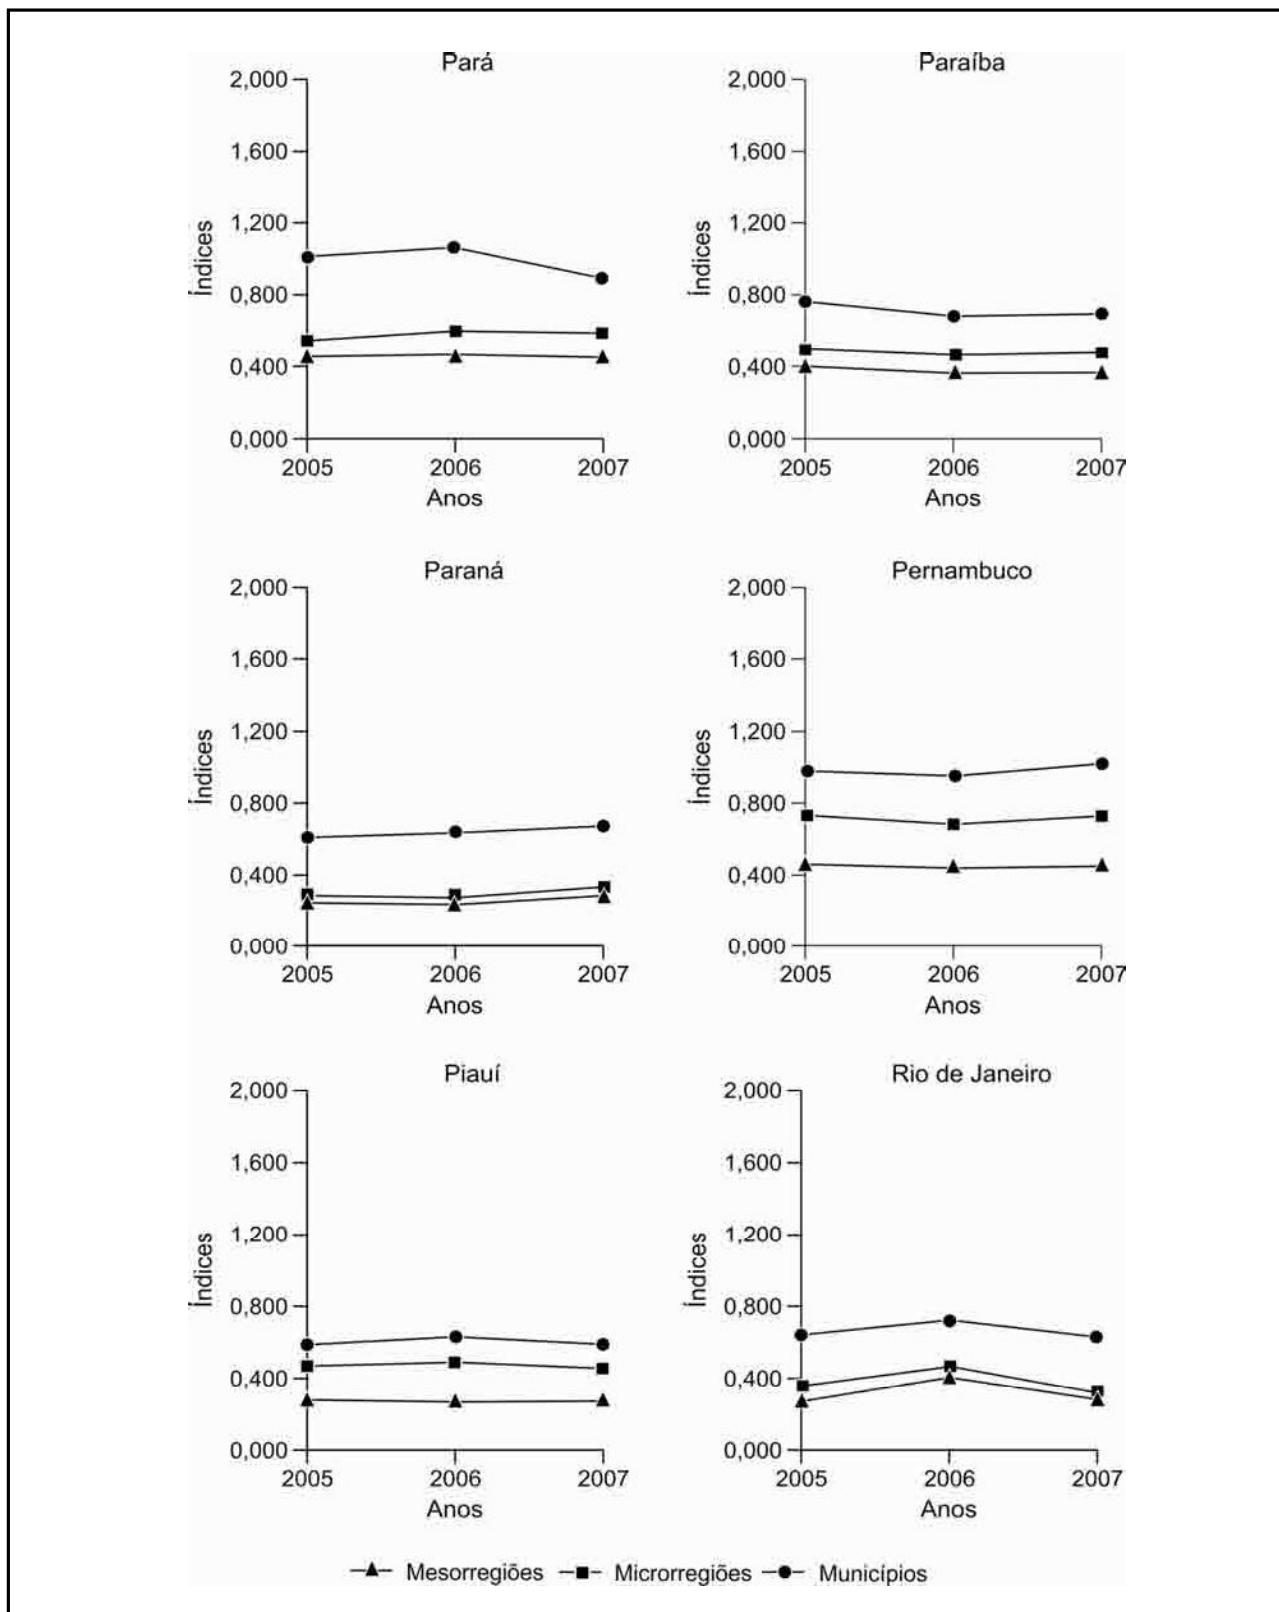 Pará
2,000
1,600
1,200
0,800
0,400
0,000
Índices
2005 2006 2007
Anos
Paraíba
2,000
1,600
1,200
0,800
0,400
0,000
Índices
2005 2006 2007
Anos
Paraná
2,000
1,600
1,200
0,800
0,400
0,000
Índices
2005 2006 2007
Anos
Pernambuco
2,000
1,600
1,200
0,800
0,400
0,000
Índices
2005 2006 2007
Anos
Piauí
2,000
1,600
1,200
0,800
0,400
0,000
Índices
2005 2006 2007
Anos
Rio de Janeiro
2,000
1,600
1,200
0,800
0,400
0,000
Índices
2005 2006 2007
Anos
Mesorregiões Microrregiões Municípios